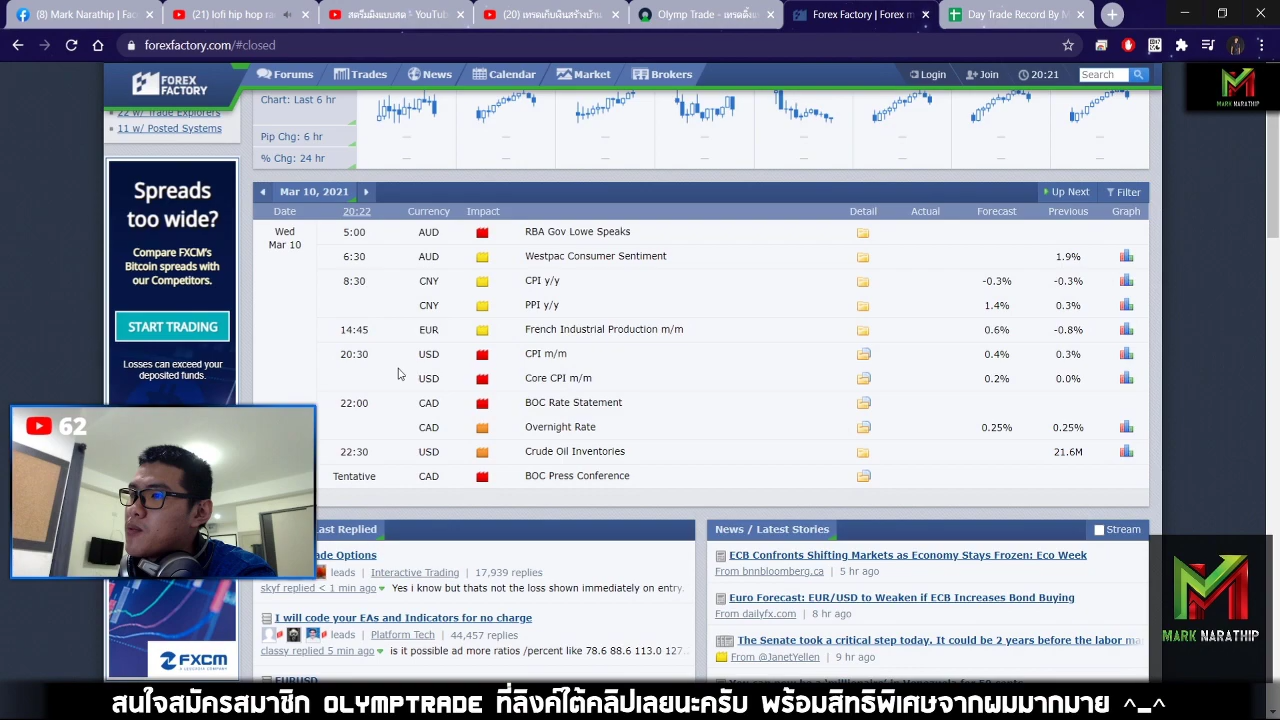 (8) Mark Narathip | Fac
(21) lofi hip hop ra
สตรีมมิงแบบสด - YouTub
(20) เทรดเก็บเงินสร้างบ้าน
Olymp Trade - เทรดดิ้ง
Forex Factory | Forex m
Day Trade Record By M
forexfactory.com/#closed
FOREX FACTORY
Forums
Trades
News
Calendar
Market
Brokers
Login
Join
20:21
Search
22 w/ Trade Explorers
11 w/ Posted Systems
Chart: Last 6 hr
Pip Chg: 6 hr — — — — — — — —
% Chg: 24 hr — — — — — — — —
MARK NARATHIP
Spreads
too wide?
Compare FXCM's
Bitcoin spreads with
our Competitors.
START TRADING
Losses can exceed your
deposited funds.
FXCM
Mar 10, 2021
Up Next
Filter
Date 20:22 Currency Impact Detail Actual Forecast Previous Graph
Wed
Mar 10
5:00 AUD RBA Gov Lowe Speaks
6:30 AUD Westpac Consumer Sentiment 1.9%
8:30 CNY CPI y/y -0.3% -0.3%
CNY PPI y/y 1.4% 0.3%
14:45 EUR French Industrial Production m/m 0.6% -0.8%
20:30 USD CPI m/m 0.4% 0.3%
USD Core CPI m/m 0.2% 0.0%
22:00 CAD BOC Rate Statement
CAD Overnight Rate 0.25% 0.25%
22:30 USD Crude Oil Inventories 21.6M
Tentative CAD BOC Press Conference
62
ast Replied
ade Options
leads | Interactive Trading | 17,939 replies
skyf replied < 1 min ago Yes i know but thats not the loss shown immediately on entry.
I will code your EAs and Indicators for no charge
leads | Platform Tech | 44,457 replies
classy replied 5 min ago is it possible ad more ratios /percent like 78.6 88.6 113.0 127...
EURUSD
News / Latest Stories
Stream
ECB Confronts Shifting Markets as Economy Stays Frozen: Eco Week
From bnnbloomberg.ca | 5 hr ago
Euro Forecast: EUR/USD to Weaken if ECB Increases Bond Buying
From dailyfx.com | 8 hr ago
The Senate took a critical step today. It could be 2 years before the labor ma
From @JanetYellen | 9 hr ago
MARK NARATHIP
สนใจสมัครสมาชิก OLYMPTRADE ที่ลิงค์ใต้คลิปเลยนะครับ พร้อมสิทธิพิเศษจากผมมากมาย ^_^